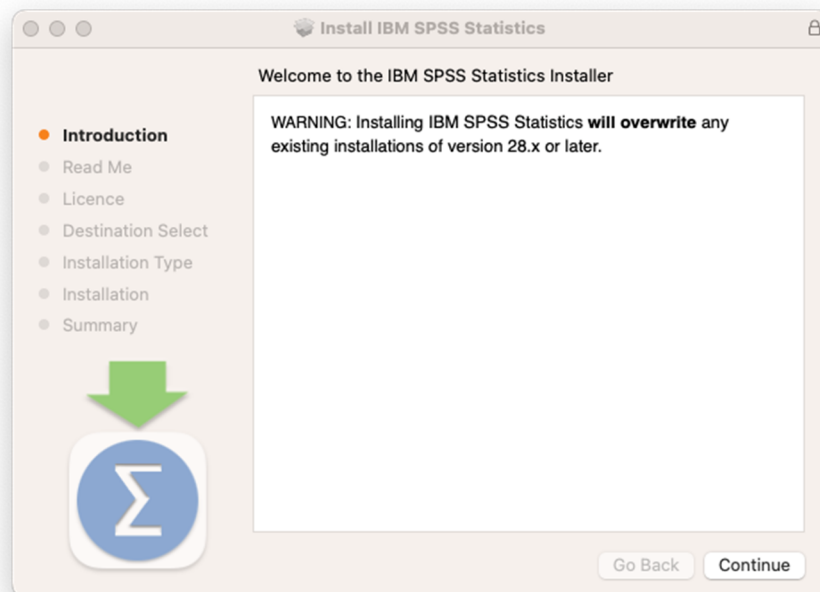 Install IBM SPSS Statistics
Welcome to the IBM SPSS Statistics Installer
Introduction
Read Me
Licence
Destination Select
Installation Type
Installation
Summary
WARNING: Installing IBM SPSS Statistics will overwrite any
existing installations of version 28.x or later.
Σ
Go Back
Continue